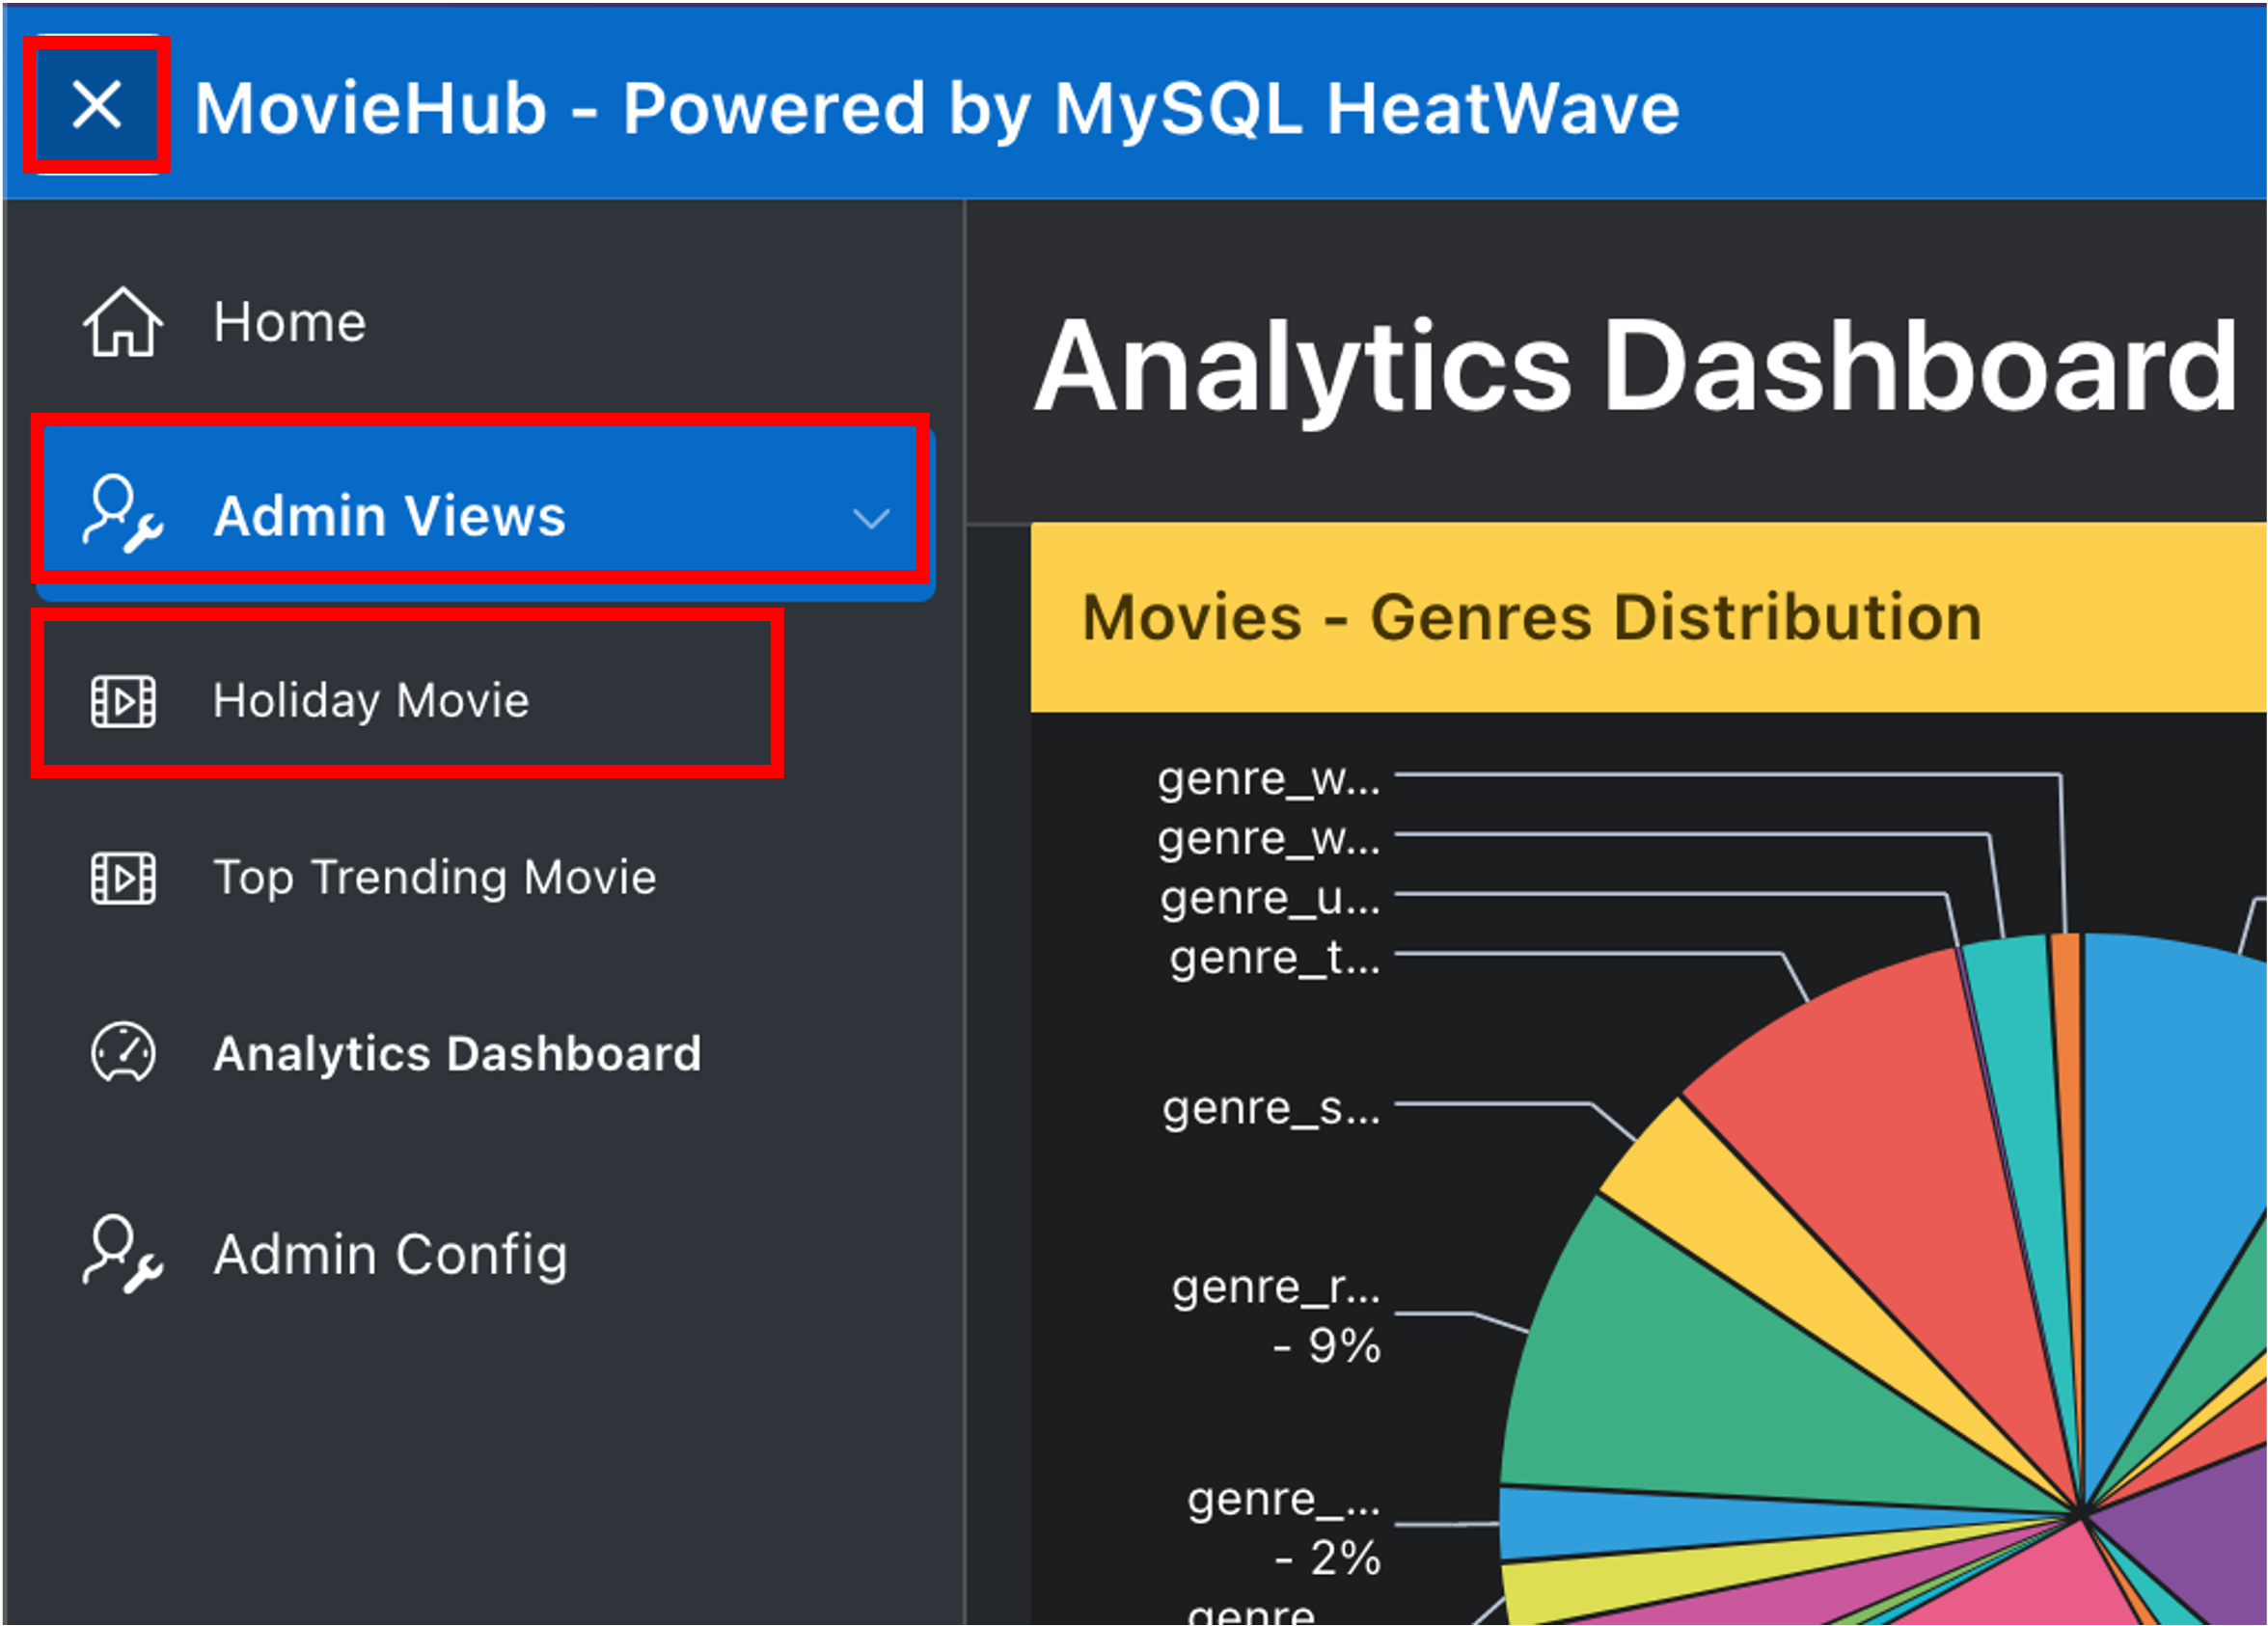 MovieHub - Powered by MySQL HeatWave
Home
Admin Views
Holiday Movie
Top Trending Movie
Analytics Dashboard
Admin Config
Analytics Dashboard
Movies - Genres Distribution
genre_w...
genre_w...
genre_u...
genre_t...
genre_s...
genre_r...
- 9%
genre_...
- 2%
genre